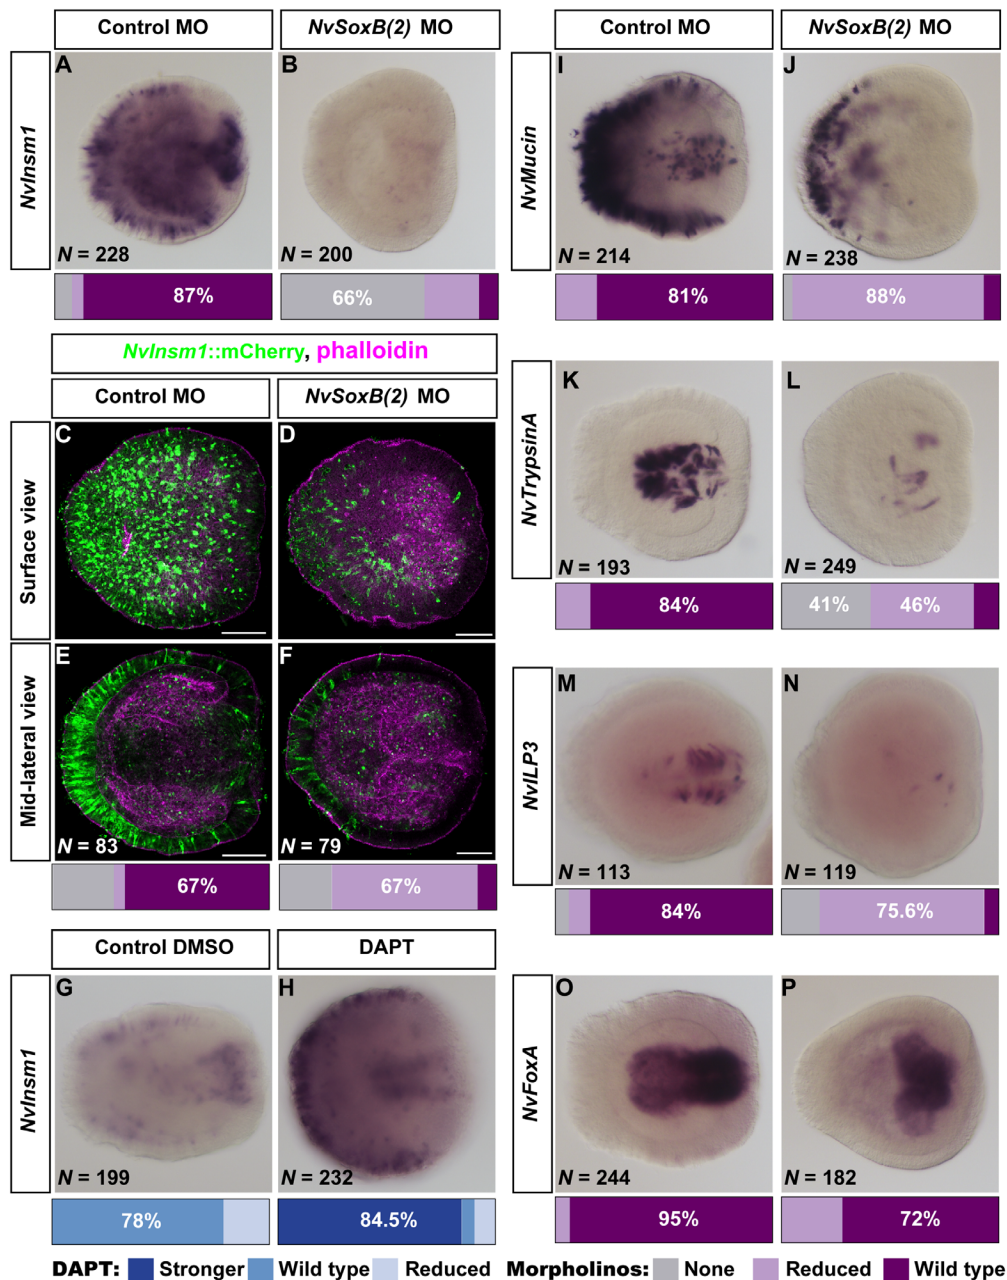 Control MO
NvSoxB(2) MO
NvInsm1
A
N = 228
87%
B
N = 200
66%
NvInsm1::mCherry, phalloidin
Control MO
NvSoxB(2) MO
Surface view
C
D
Mid-lateral view
E
N = 83
67%
F
N = 79
67%
Control DMSO
DAPT
NvInsm1
G
N = 199
78%
H
N = 232
84.5%
Control MO
NvSoxB(2) MO
NvMucin
I
N = 214
81%
J
N = 238
88%
NvTrypsinA
K
N = 193
84%
L
N = 249
41%
46%
NvILP3
M
N = 113
84%
N
N = 119
75.6%
NvFoxA
O
N = 244
95%
P
N = 182
72%
DAPT: Stronger Wild type Reduced Morpholinos: None Reduced Wild type